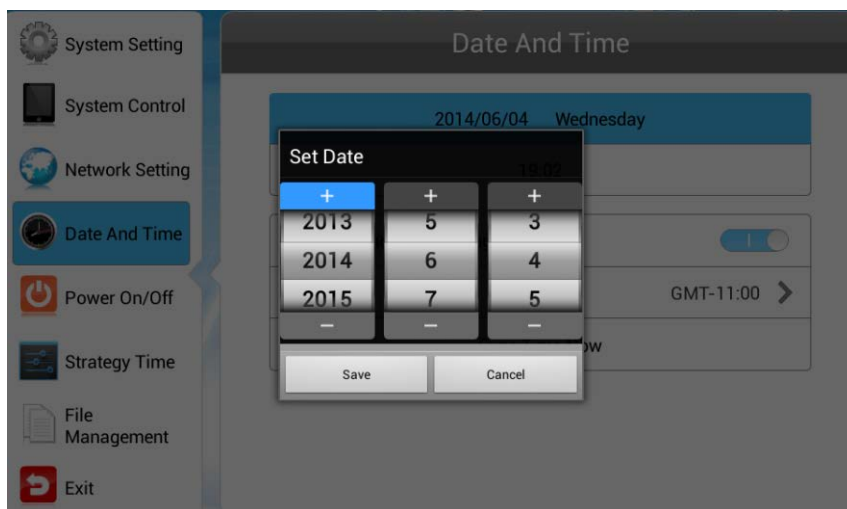 System Setting
System Control
Network Setting
Date And Time
Power On/Off
Strategy Time
File
Management
Exit
Date And Time
2014/06/04 Wednesday
19:02
GMT-11:00
Set Date
+ + +
2013 5 3
2014 6 4
2015 7 5
- - -
Save Cancel